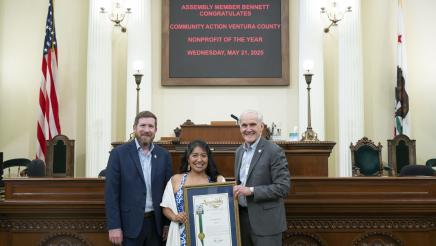 ASSEMBLY MEMBER BENNETT
CONGRATULATES
COMMUNITY ACTION VENTURA COUNTY
NONPROFIT OF THE YEAR
WEDNESDAY, MAY 21, 2025